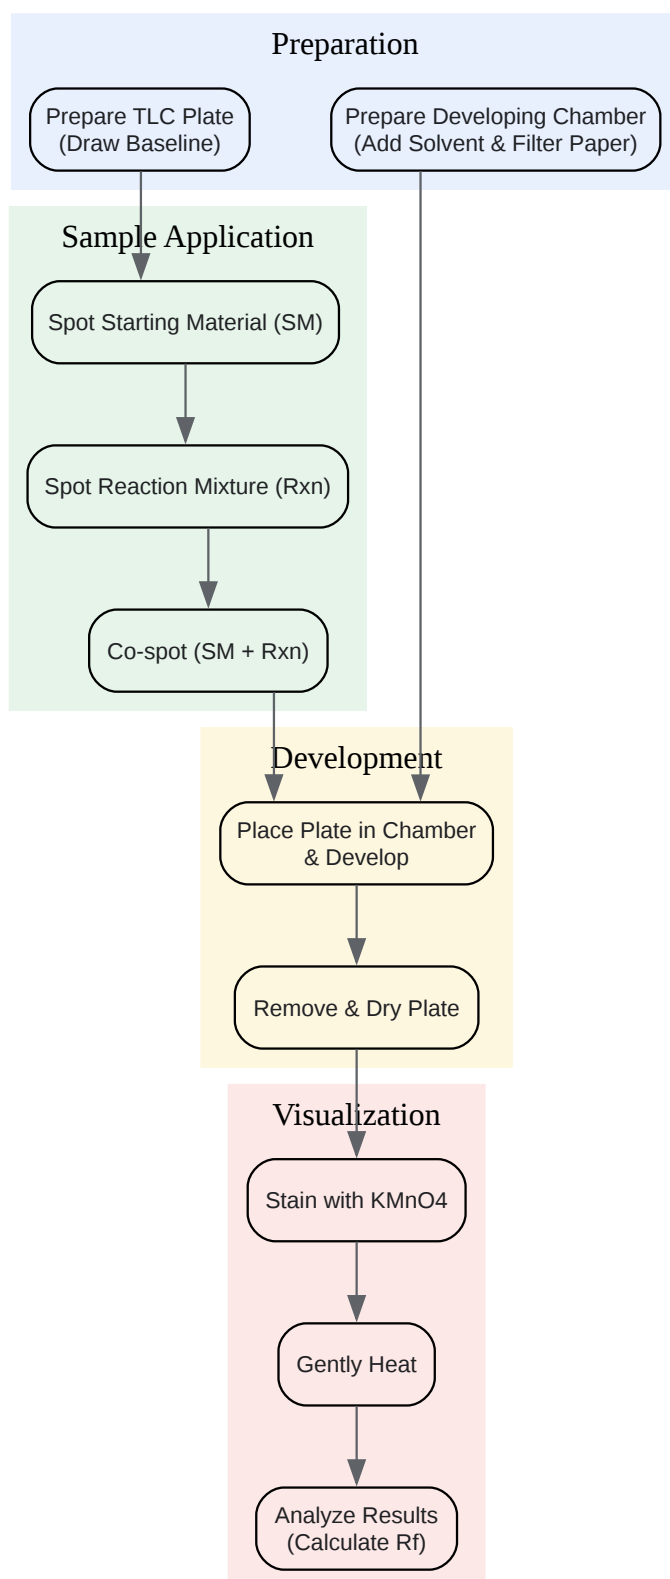 Preparation
Prepare TLC Plate
(Draw Baseline)
Prepare Developing Chamber
(Add Solvent & Filter Paper)
Sample Application
Spot Starting Material (SM)
Spot Reaction Mixture (Rxn)
Co-spot (SM + Rxn)
Development
Place Plate in Chamber
& Develop
Remove & Dry Plate
Visualization
Stain with KMnO4
Gently Heat
Analyze Results
(Calculate Rf)